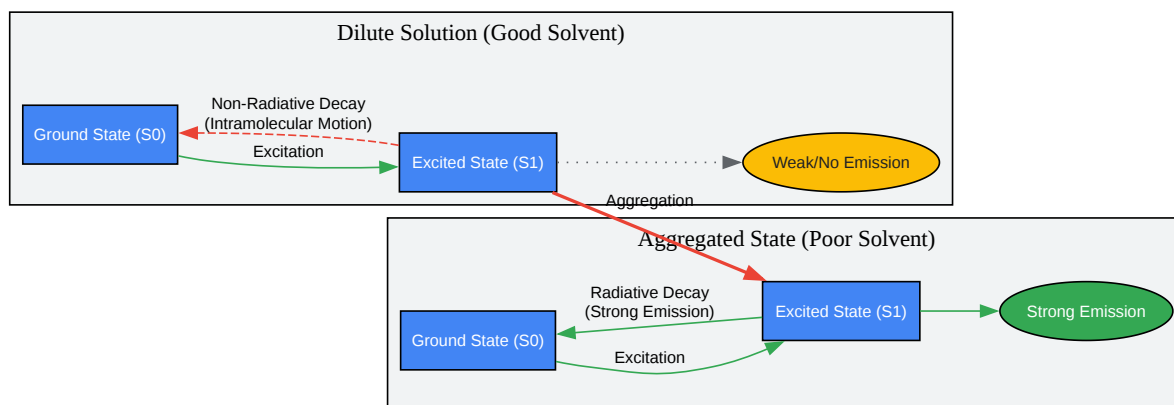 Dilute Solution (Good Solvent)
Non-Radiative Decay
(Intramolecular Motion)
Ground State (S0)
Excitation
Excited State (S1)
Weak/No Emission
Aggregation
Aggregated State (Poor Solvent)
Radiative Decay
(Strong Emission)
Ground State (S0)
Excitation
Excited State (S1)
Strong Emission